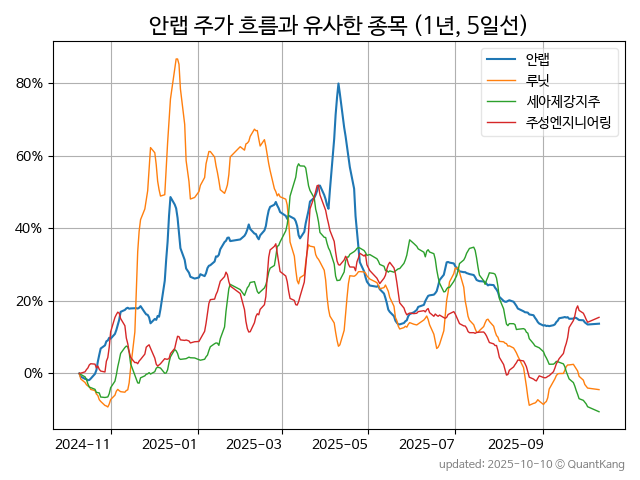 안랩 주가 흐름과 유사한 종목 (1년, 5일선)
안랩
루닛
세아제강지주
주성엔지니어링
80%
60%
40%
20%
0%
2024-11
2025-01
2025-03
2025-05
2025-07
2025-09
updated: 2025-10-10 © QuantKang